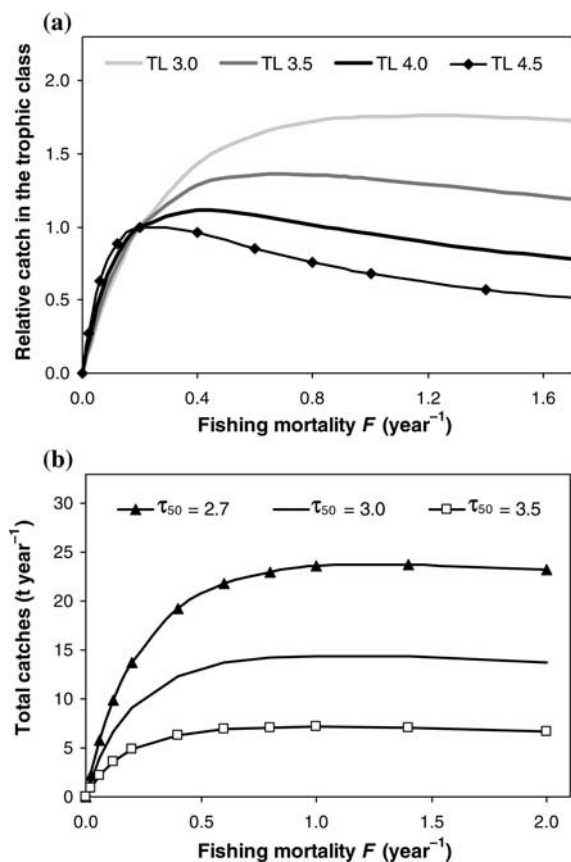 (a)
TL 3.0 TL 3.5 TL 4.0 TL 4.5
Relative catch in the trophic class
2.0
1.5
1.0
0.5
0.0
0.0 0.4 0.8 1.2 1.6
Fishing mortality F (year⁻¹)
(b)
τ₅₀ = 2.7 τ₅₀ = 3.0 τ₅₀ = 3.5
Total catches (t year⁻¹)
30
25
20
15
10
5
0
0.0 0.5 1.0 1.5 2.0
Fishing mortality F (year⁻¹)